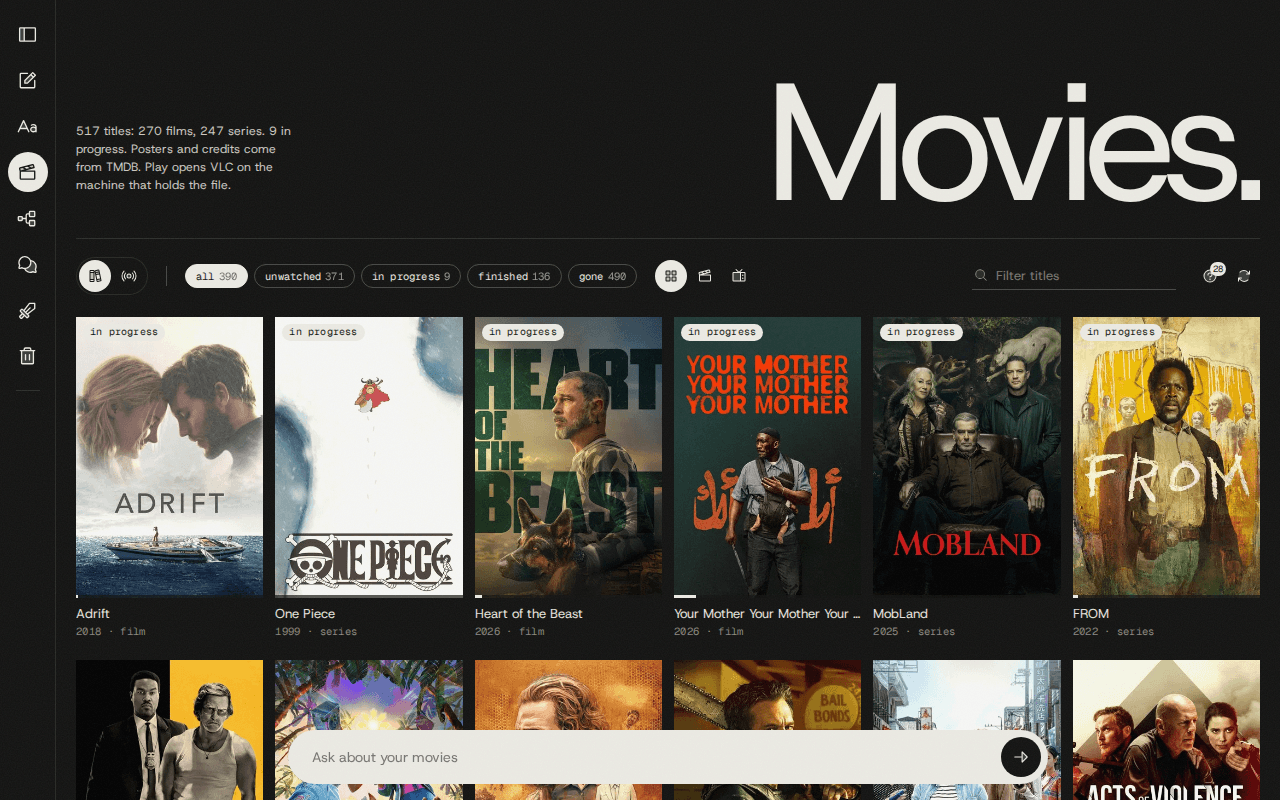 Movies.
517 titles: 270 films, 247 series. 9 in
progress. Posters and credits come
from TMDB. Play opens VLC on the
machine that holds the file.
Aa
all 390
unwatched 371
in progress 9
finished 136
gone 490
Filter titles
28
in progress
in progress
in progress
in progress
in progress
in progress
ADRIFT
ONE PIECE
HEART
OF
THE
BEAST
YOUR MOTHER
YOUR MOTHER
YOUR MOTHER
MOBLAND
FROM
Adrift
2018 · film
One Piece
1999 · series
Heart of the Beast
2026 · film
Your Mother Your Mother Your ...
2026 · film
MobLand
2025 · series
FROM
2022 · series
BAIL
BONDS
Ask about your movies
ACTS OF VIOLENCE